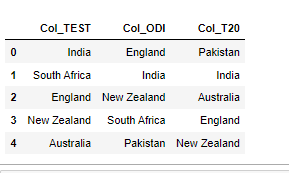 Col_TEST Col_ODI Col_T20
0 India England Pakistan
1 South Africa India India
2 England New Zealand Australia
3 New Zealand South Africa England
4 Australia Pakistan New Zealand